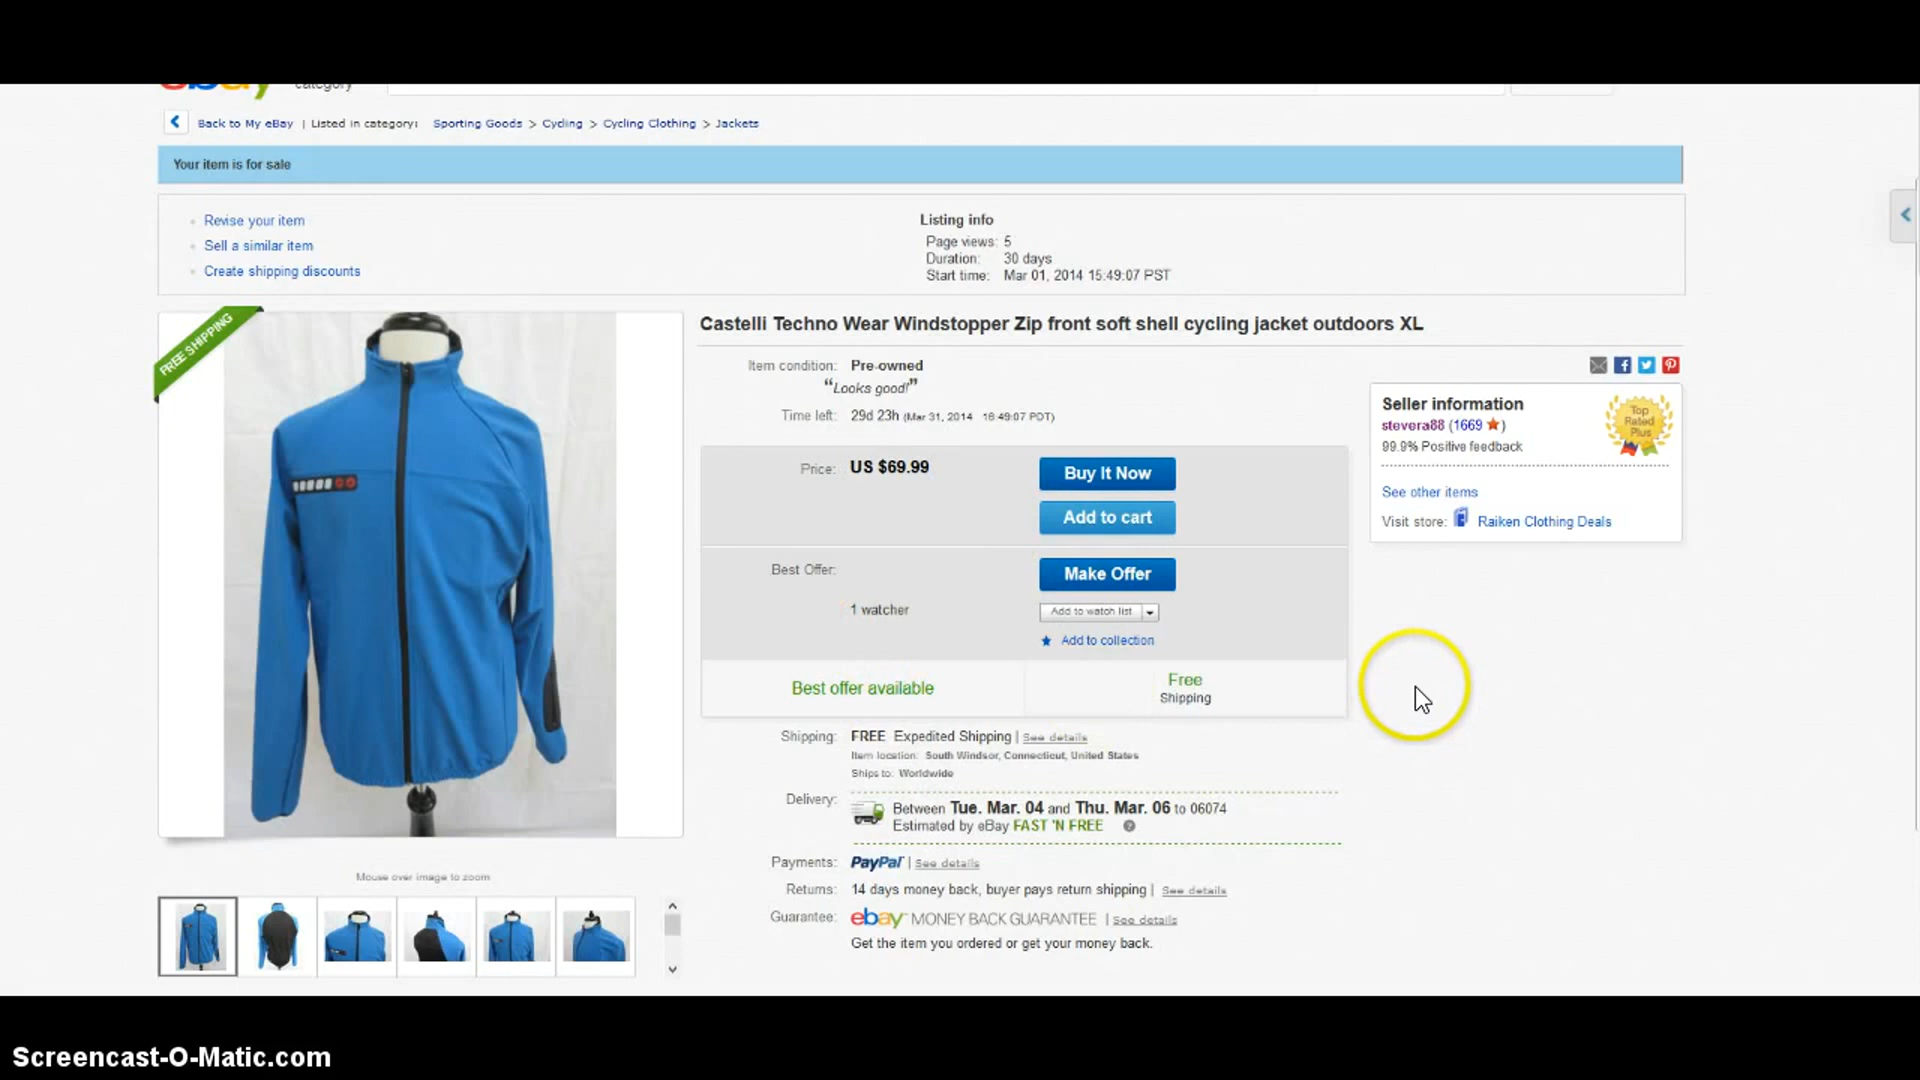 ebay category
Back to My eBay | Listed in category: Sporting Goods > Cycling > Cycling Clothing > Jackets
Your item is for sale
Revise your item
Sell a similar item
Create shipping discounts
Listing info
Page views: 5
Duration: 30 days
Start time: Mar 01, 2014 15:49:07 PST
FREE SHIPPING
Castelli Techno Wear Windstopper Zip front soft shell cycling jacket outdoors XL
Item condition: Pre-owned
“Looks good!”
Time left: 29d 23h (Mar 31, 2014 16:49:07 PDT)
Price: US $69.99
Buy It Now
Add to cart
Best Offer:
Make Offer
1 watcher
Add to watch list
Add to collection
Best offer available
Free
Shipping
Seller information
stevera88 (1669 ★)
99.9% Positive feedback
Top
Rated
Plus
See other items
Visit store: Raiken Clothing Deals
Shipping: FREE Expedited Shipping | See details
Item location: South Windsor, Connecticut, United States
Ships to: Worldwide
Delivery: Between Tue. Mar. 04 and Thu. Mar. 06 to 06074
Estimated by eBay FAST 'N FREE ?
Payments: PayPal | See details
Returns: 14 days money back, buyer pays return shipping | See details
Guarantee: ebay MONEY BACK GUARANTEE | See details
Get the item you ordered or get your money back.
Mouse over image to zoom
Screencast-O-Matic.com